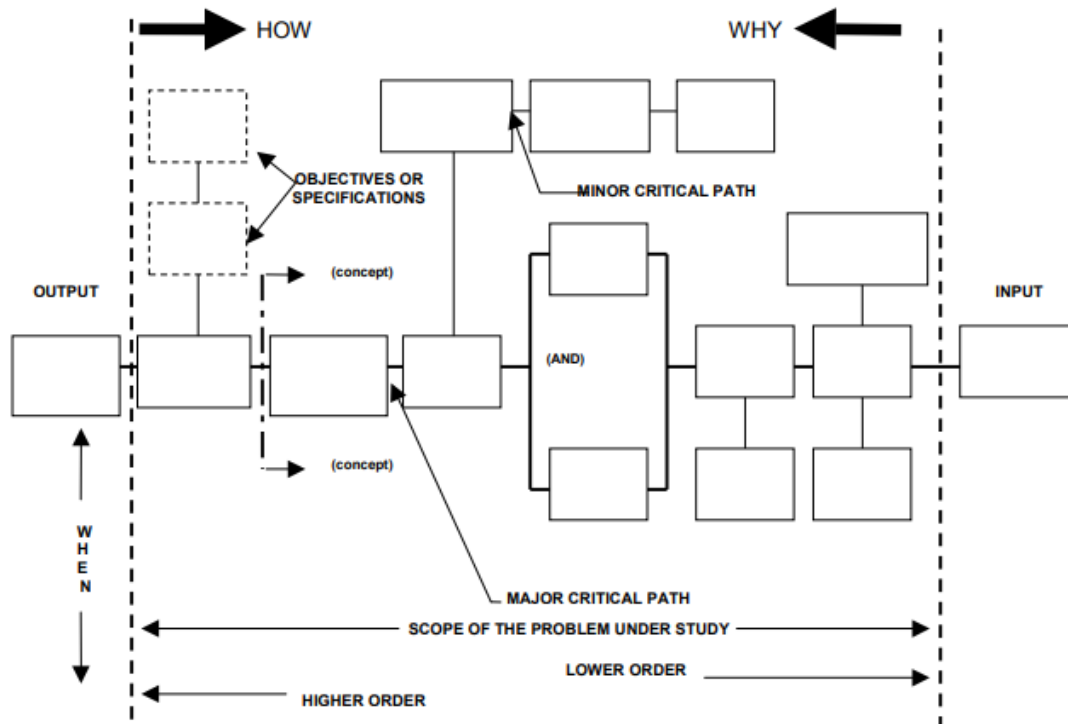 HOW
WHY
OBJECTIVES OR
SPECIFICATIONS
MINOR CRITICAL PATH
OUTPUT
(concept)
INPUT
(AND)
(concept)
W
H
E
N
MAJOR CRITICAL PATH
SCOPE OF THE PROBLEM UNDER STUDY
LOWER ORDER
HIGHER ORDER